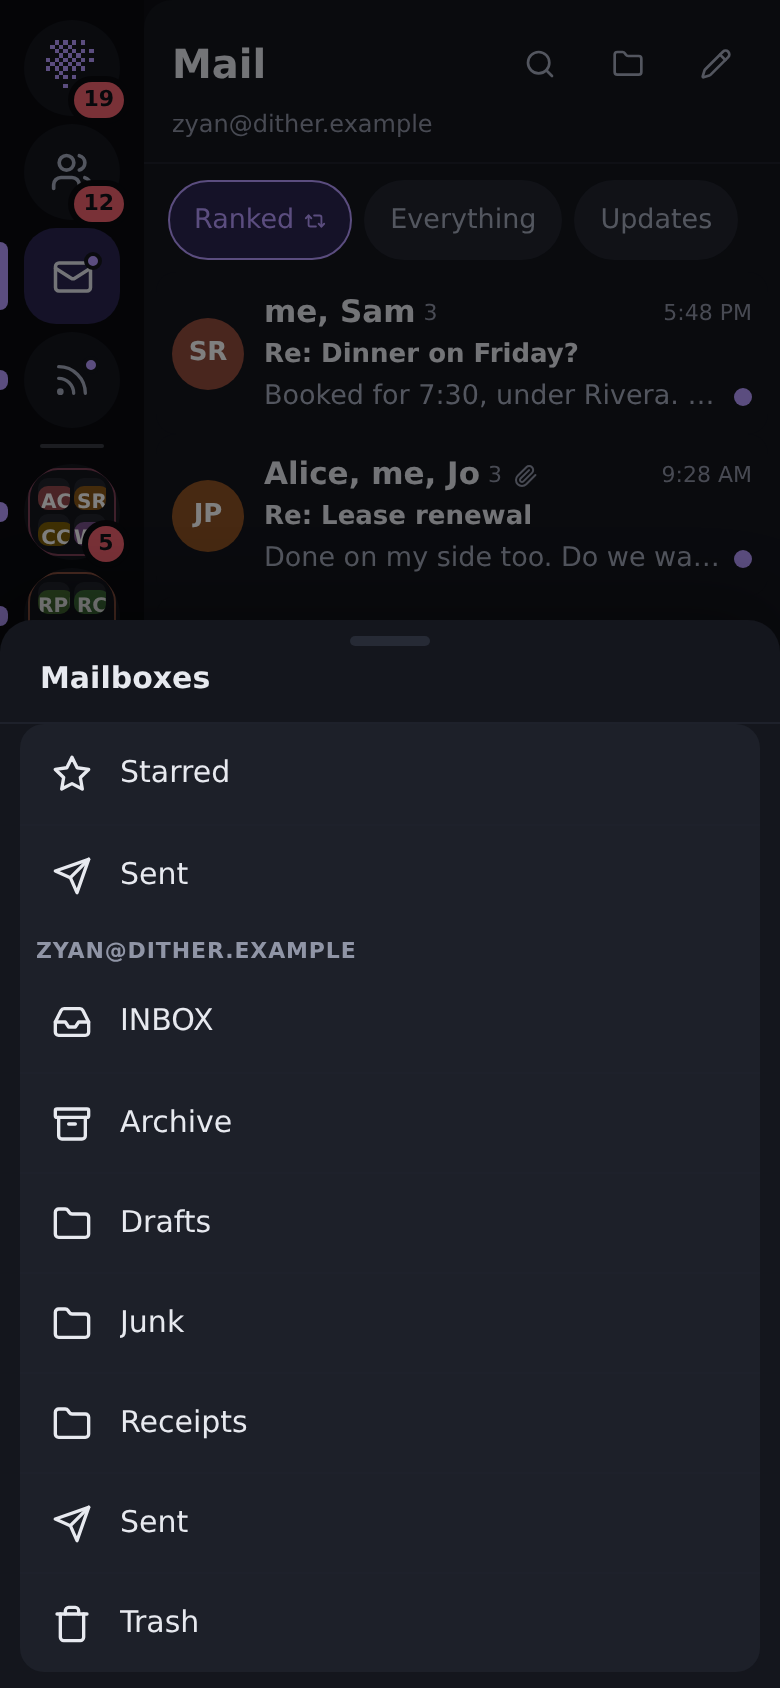 Mail
zyan@dither.example
19
12
Ranked
Everything
Updates
me, Sam 3
5:48 PM
SR
Re: Dinner on Friday?
Booked for 7:30, under Rivera. …
Alice, me, Jo 3
9:28 AM
JP
Re: Lease renewal
Done on my side too. Do we wa…
AC SR
CC
5
RP RC
Mailboxes
Starred
Sent
ZYAN@DITHER.EXAMPLE
INBOX
Archive
Drafts
Junk
Receipts
Sent
Trash